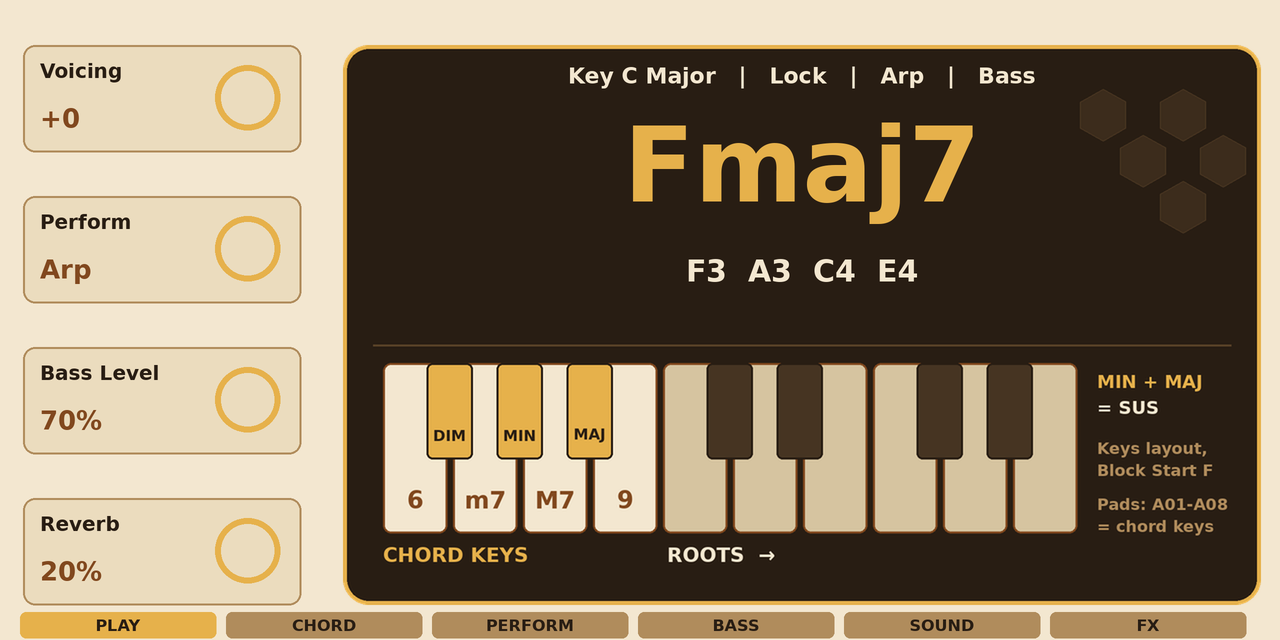 Voicing
+0
Perform
Arp
Bass Level
70%
Reverb
20%
Key C Major | Lock | Arp | Bass
Fmaj7
F3 A3 C4 E4
DIM MIN MAJ
6 m7 M7 9
CHORD KEYS
ROOTS →
MIN + MAJ
= SUS
Keys layout,
Block Start F
Pads: A01-A08
= chord keys
PLAY CHORD PERFORM BASS SOUND FX